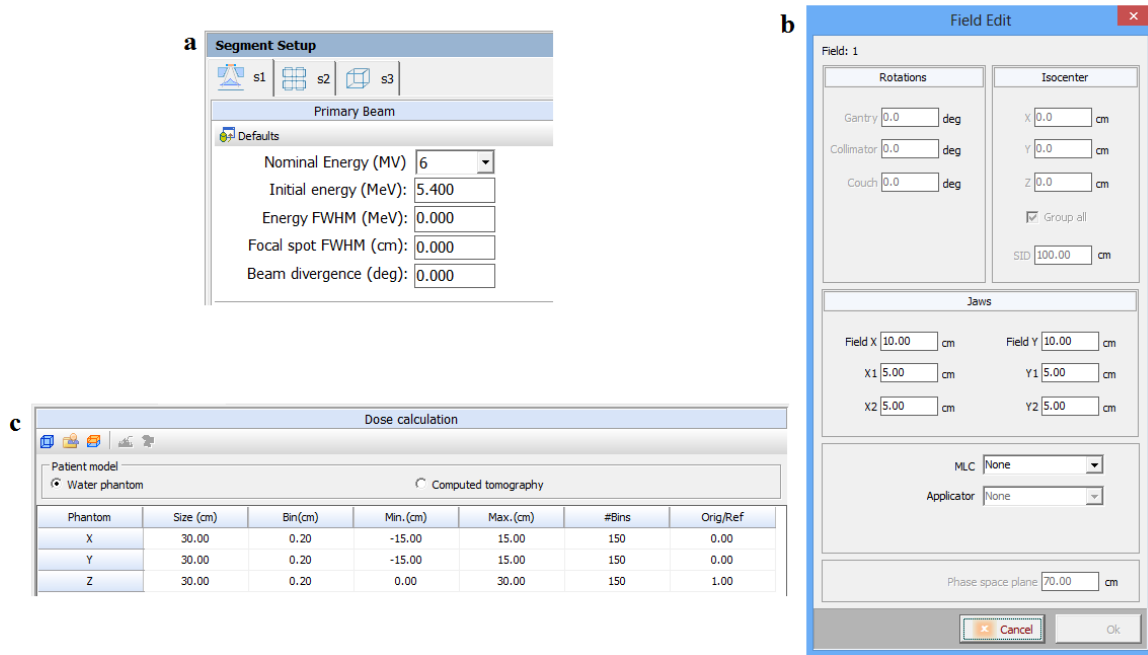 a
Segment Setup
s1 s2 s3
Primary Beam
Defaults
Nominal Energy (MV) 6
Initial energy (MeV): 5.400
Energy FWHM (MeV): 0.000
Focal spot FWHM (cm): 0.000
Beam divergence (deg): 0.000
b
Field Edit
Field: 1
Rotations Isocenter
Gantry 0.0 deg X 0.0 cm
Collimator 0.0 deg Y 0.0 cm
Couch 0.0 deg Z 0.0 cm
Group all
SID 100.00 cm
Jaws
Field X 10.00 cm Field Y 10.00 cm
X1 5.00 cm Y1 5.00 cm
X2 5.00 cm Y2 5.00 cm
MLC None
Applicator None
Phase space plane 70.00 cm
Cancel Ok
c
Dose calculation
Patient model
Water phantom Computed tomography
Phantom Size (cm) Bin(cm) Min.(cm) Max.(cm) #Bins Orig/Ref
X 30.00 0.20 -15.00 15.00 150 0.00
Y 30.00 0.20 -15.00 15.00 150 0.00
Z 30.00 0.20 0.00 30.00 150 1.00